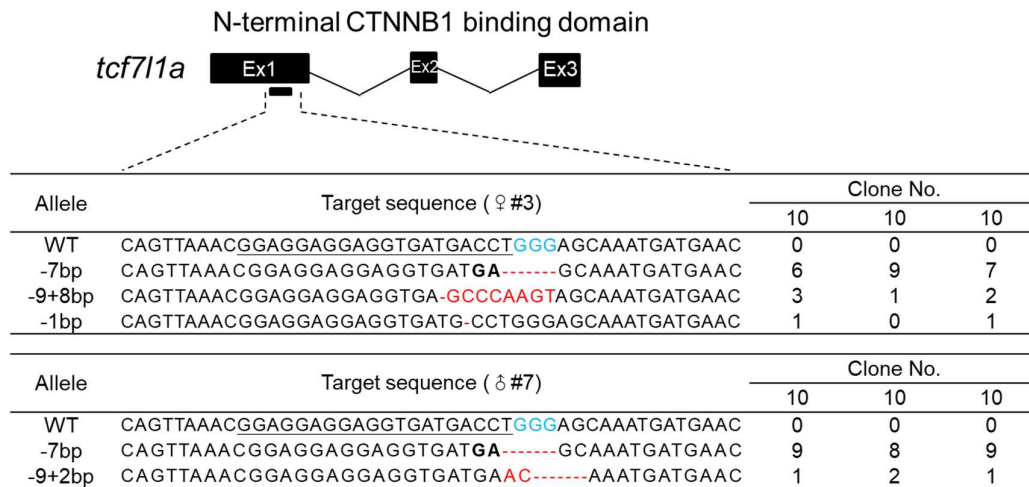 N-terminal CTNNB1 binding domain
tcf7l1a Ex1 Ex2 Ex3
Allele Target sequence (♀#3) Clone No.
10 10 10
WT CAGTTAAACGGAGGAGGAGGTGATGACCTGGGAGCAAATGATGAAC 0 0 0
-7bp CAGTTAAACGGAGGAGGAGGTGATGA-------GCAAATGATGAAC 6 9 7
-9+8bp CAGTTAAACGGAGGAGGAGGTGA-GCCCAAGTAGCAAATGATGAAC 3 1 2
-1bp CAGTTAAACGGAGGAGGAGGTGATG-CCTGGGAGCAAATGATGAAC 1 0 1
Allele Target sequence (♂#7) Clone No.
10 10 10
WT CAGTTAAACGGAGGAGGAGGTGATGACCTGGGAGCAAATGATGAAC 0 0 0
-7bp CAGTTAAACGGAGGAGGAGGTGATGA-------GCAAATGATGAAC 9 8 9
-9+2bp CAGTTAAACGGAGGAGGAGGTGATGAAC-------AAATGATGAAC 1 2 1